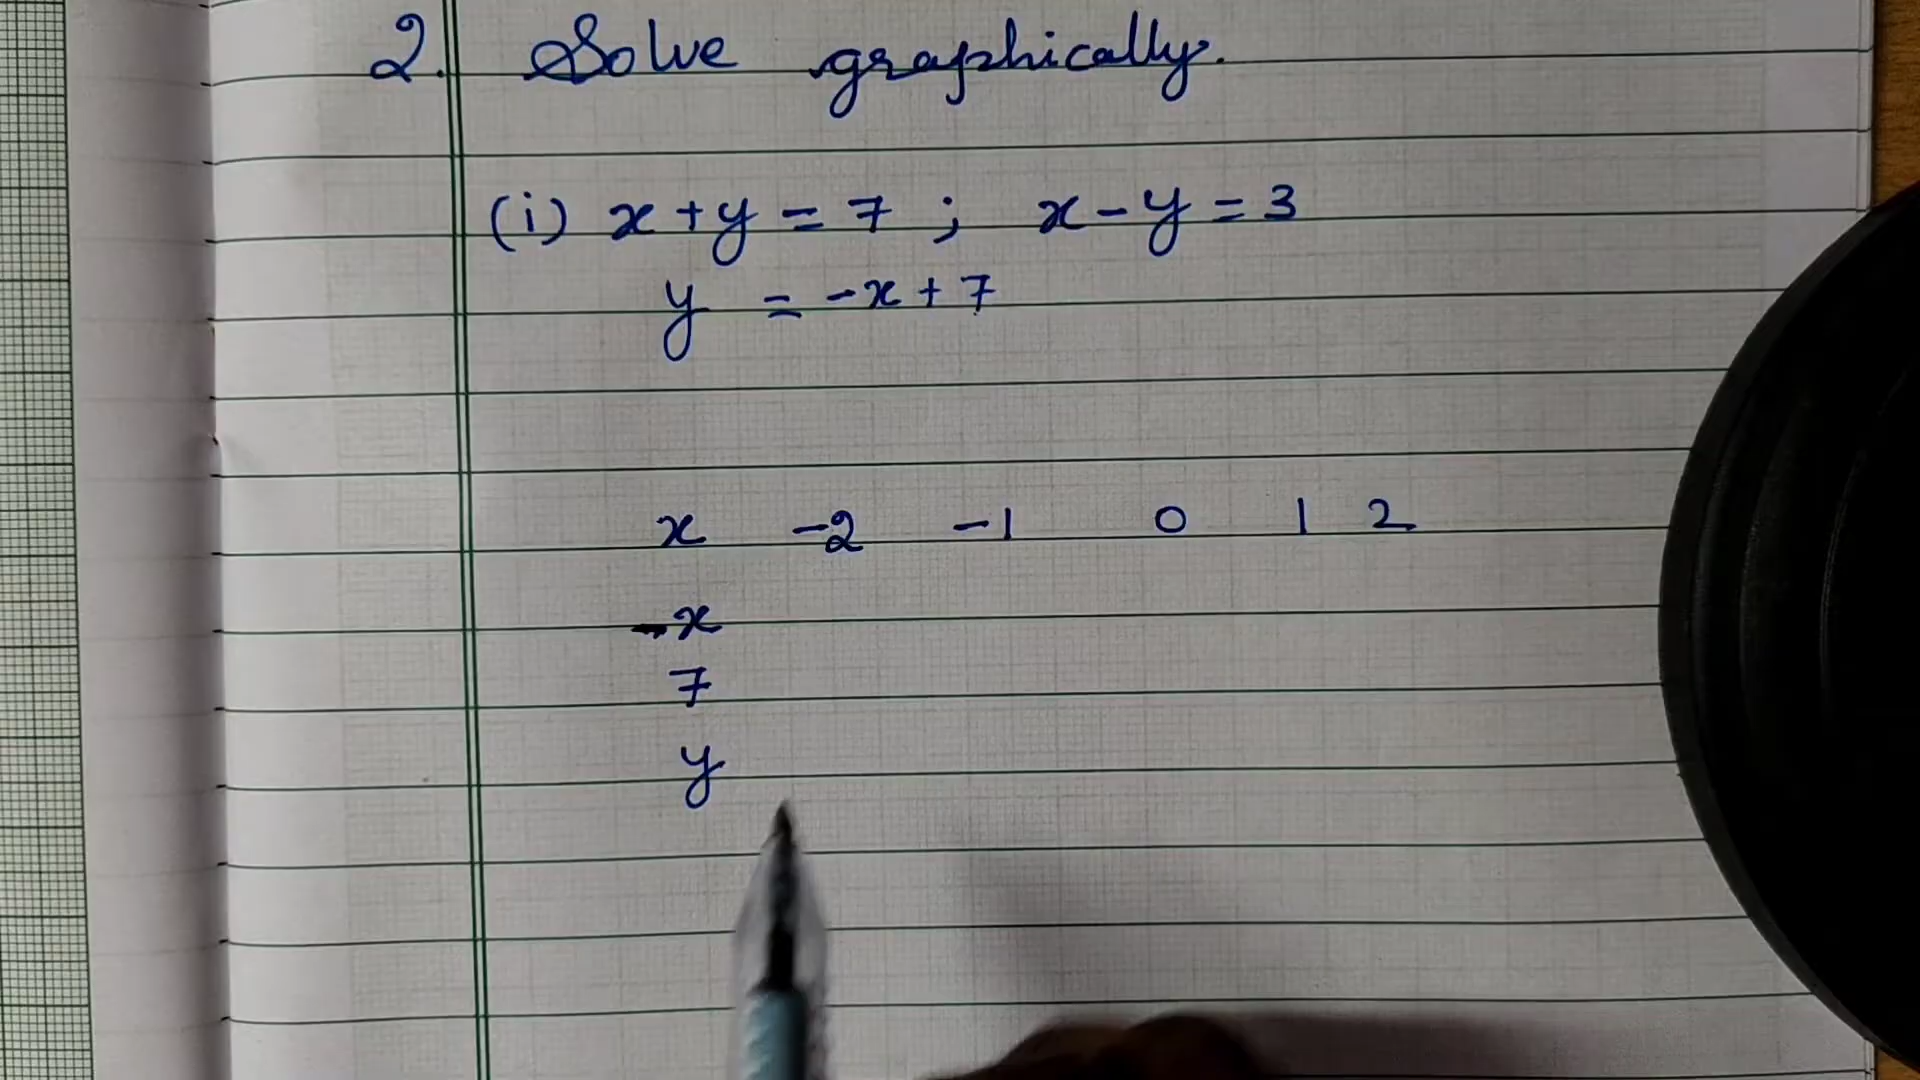 2. Solve graphically.
(i) x + y = 7 ; x - y = 3
y = -x + 7
x -2 -1 0 1 2
-x
7
y